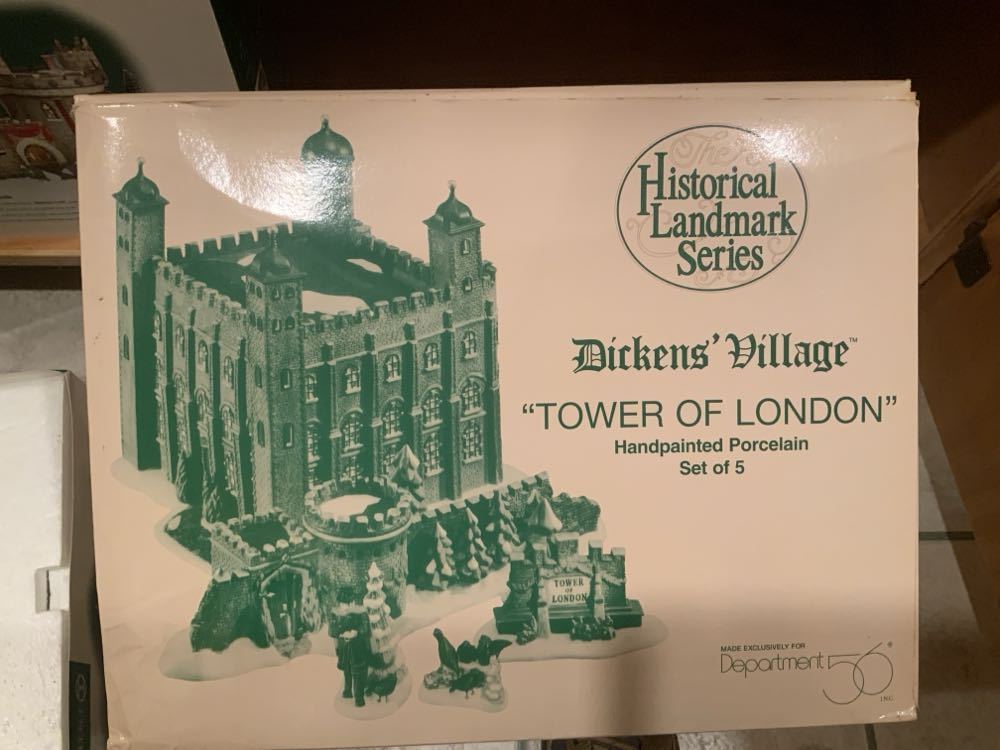 The
Historical
Landmark
Series
Dickens' Village™
"TOWER OF LONDON"
Handpainted Porcelain
Set of 5
TOWER
OF
LONDON
MADE EXCLUSIVELY FOR
Department 56®
INC.